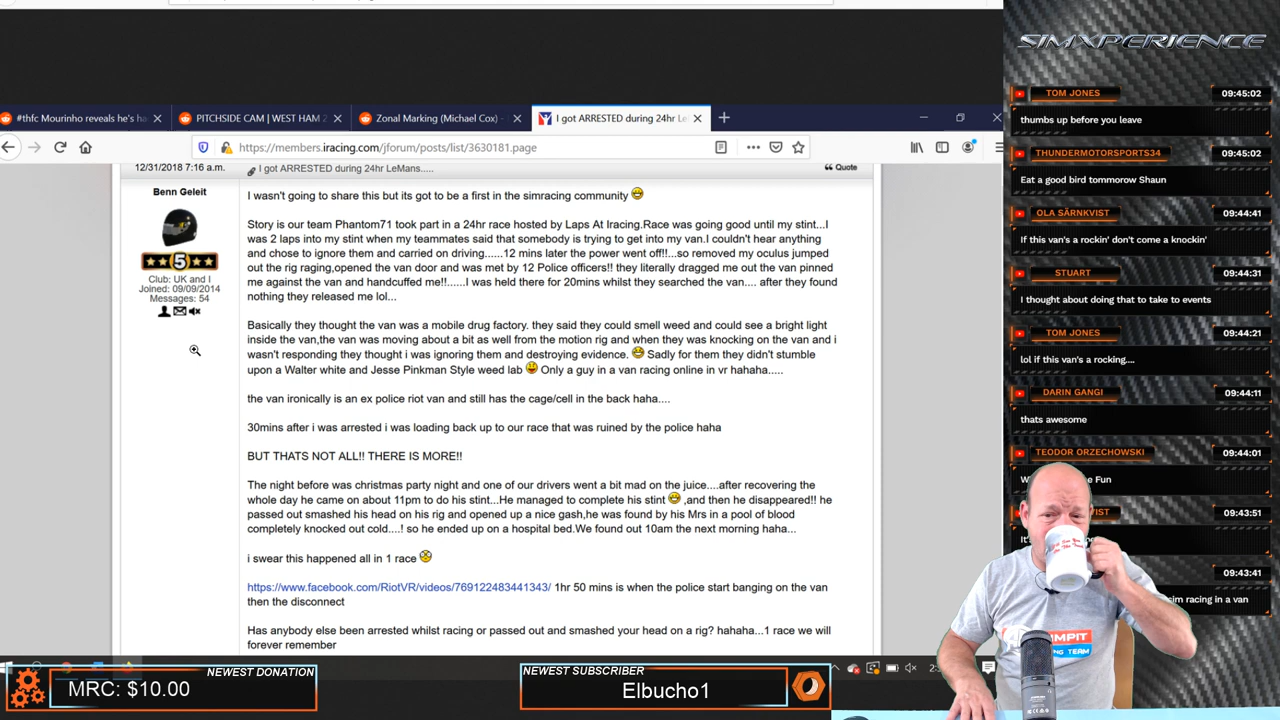 SIMXPERIENCE
#thfc Mourinho reveals he's ha
PITCHSIDE CAM | WEST HAM 2
Zonal Marking (Michael Cox) -
I got ARRESTED during 24hr Le
https://members.iracing.com/jforum/posts/list/3630181.page
12/31/2018 7:16 a.m.
I got ARRESTED during 24hr LeMans.....
Quote
Benn Geleit
5
Club: UK and I
Joined: 09/09/2014
Messages: 54
I wasn't going to share this but its got to be a first in the simracing community
Story is our team Phantom71 took part in a 24hr race hosted by Laps At Iracing.Race was going good until my stint...I
was 2 laps into my stint when my teammates said that somebody is trying to get into my van.I couldn't hear anything
and chose to ignore them and carried on driving......12 mins later the power went off!!...so removed my oculus jumped
out the rig raging,opened the van door and was met by 12 Police officers!! they literally dragged me out the van pinned
me against the van and handcuffed me!!......I was held there for 20mins whilst they searched the van.... after they found
nothing they released me lol...
Basically they thought the van was a mobile drug factory. they said they could smell weed and could see a bright light
inside the van,the van was moving about a bit as well from the motion rig and when they was knocking on the van and i
wasn't responding they thought i was ignoring them and destroying evidence. Sadly for them they didn't stumble
upon a Walter white and Jesse Pinkman Style weed lab Only a guy in a van racing online in vr hahaha.....
the van ironically is an ex police riot van and still has the cage/cell in the back haha....
30mins after i was
d i was loading back up to our race that was ruined by the police haha
BUT THATS NOT ALL!! THERE IS MORE!!
The night before was christmas party night and one of our drivers went a bit mad on the juice....after recovering the
whole day he came on about 11pm to do his stint...He managed to complete his stint ,and then he disappeared!! he
passed out smashed his head on his rig and opened up a nice gash,he was found by his Mrs in a pool of blood
completely knocked out cold....! so he ended up on a hospital bed.We found out 10am the next morning haha...
i swear this happened all in 1 race
https://www.facebook.com/RiotVR/videos/769122483441343/ 1hr 50 mins is when the police start banging on the van
then the disconnect
Has anybody else been arrested whilst racing or passed out and smashed your head on a rig? hahaha...1 race we will
forever remember
TOM JONES 09:45:02
thumbs up before you leave
THUNDERMOTORSPORTS34 09:45:02
Eat a good bird tommorow Shaun
OLA SÄRNKVIST 09:44:41
If this van's a rockin' don't come a knockin'
STUART 09:44:31
I thought about doing that to take to events
TOM JONES 09:44:21
lol if this van's a rocking....
DARIN GANGI 09:44:11
thats awesome
TEODOR ORZECHOWSKI 09:44:01
Fun
09:43:51
09:43:41
sim racing in a van
NEWEST DONATION
MRC: $10.00
NEWEST SUBSCRIBER
Elbucho1